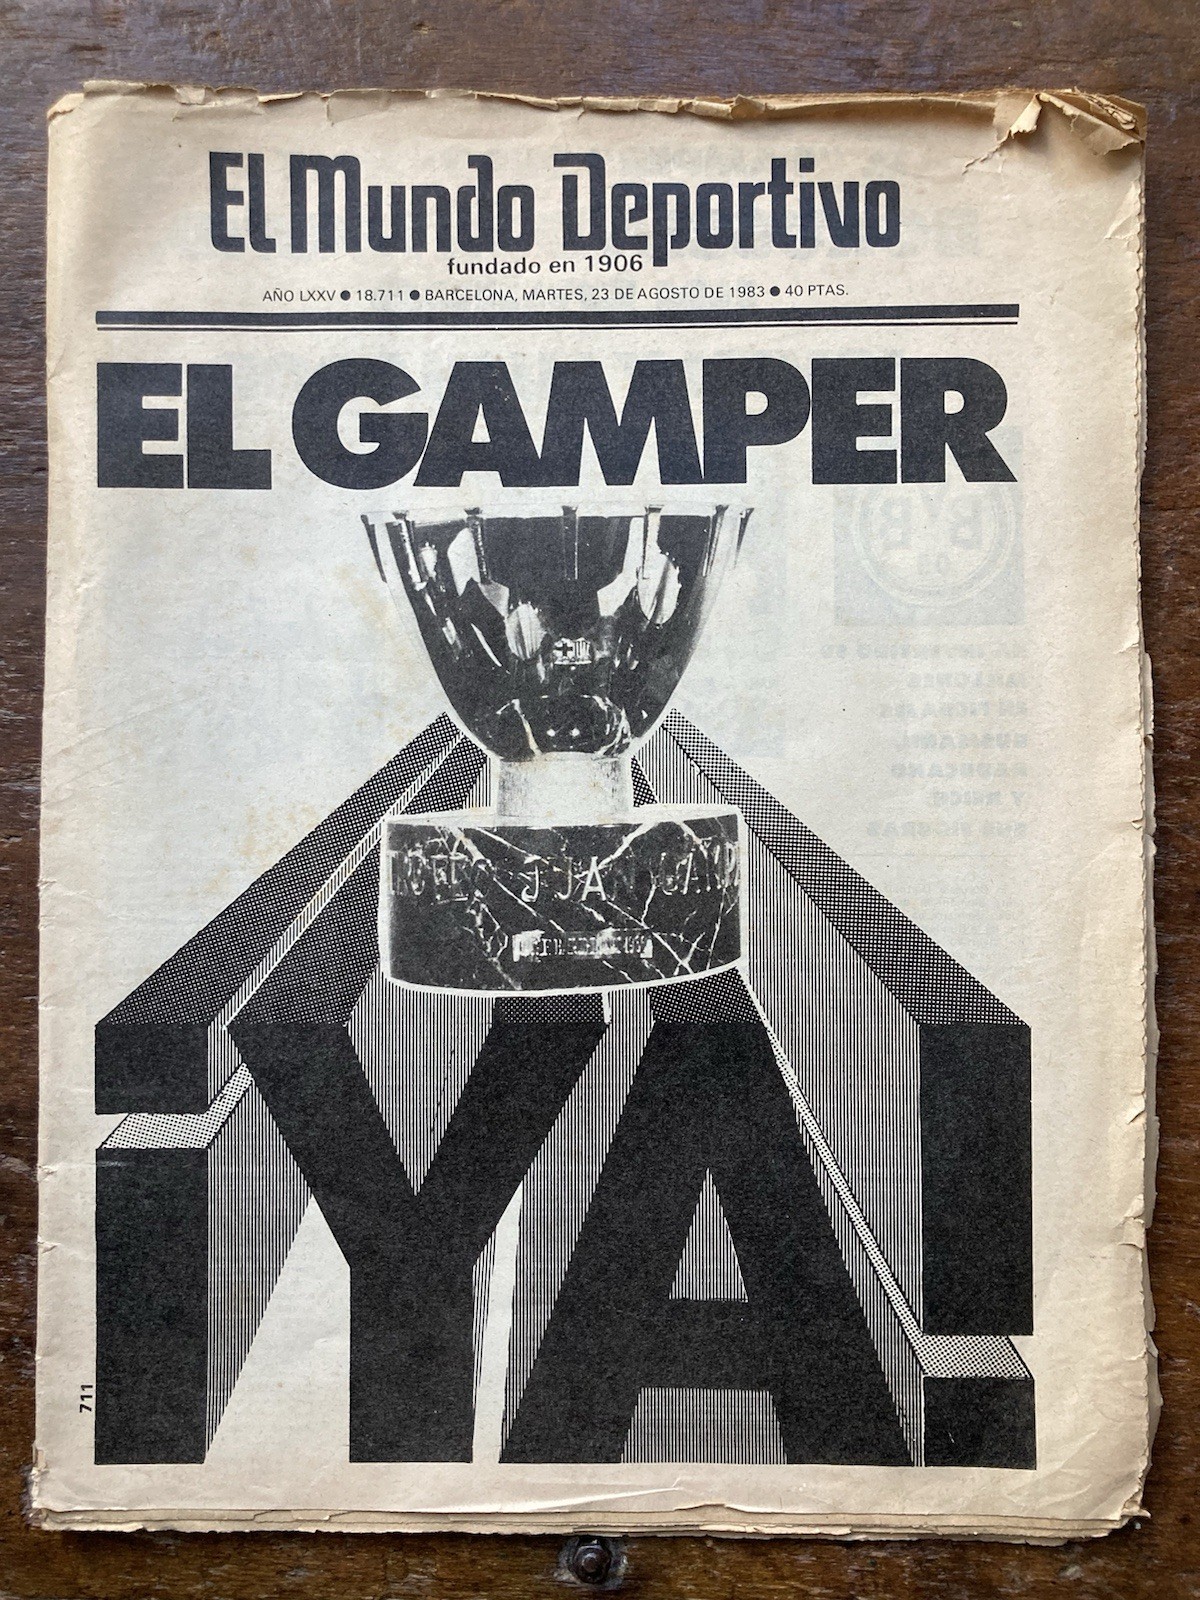 El Mundo Deportivo
fundado en 1906
AÑO LXXV ● 18.711 ● BARCELONA, MARTES, 23 DE AGOSTO DE 1983 ● 40 PTAS.
EL GAMPER
¡YA!
711